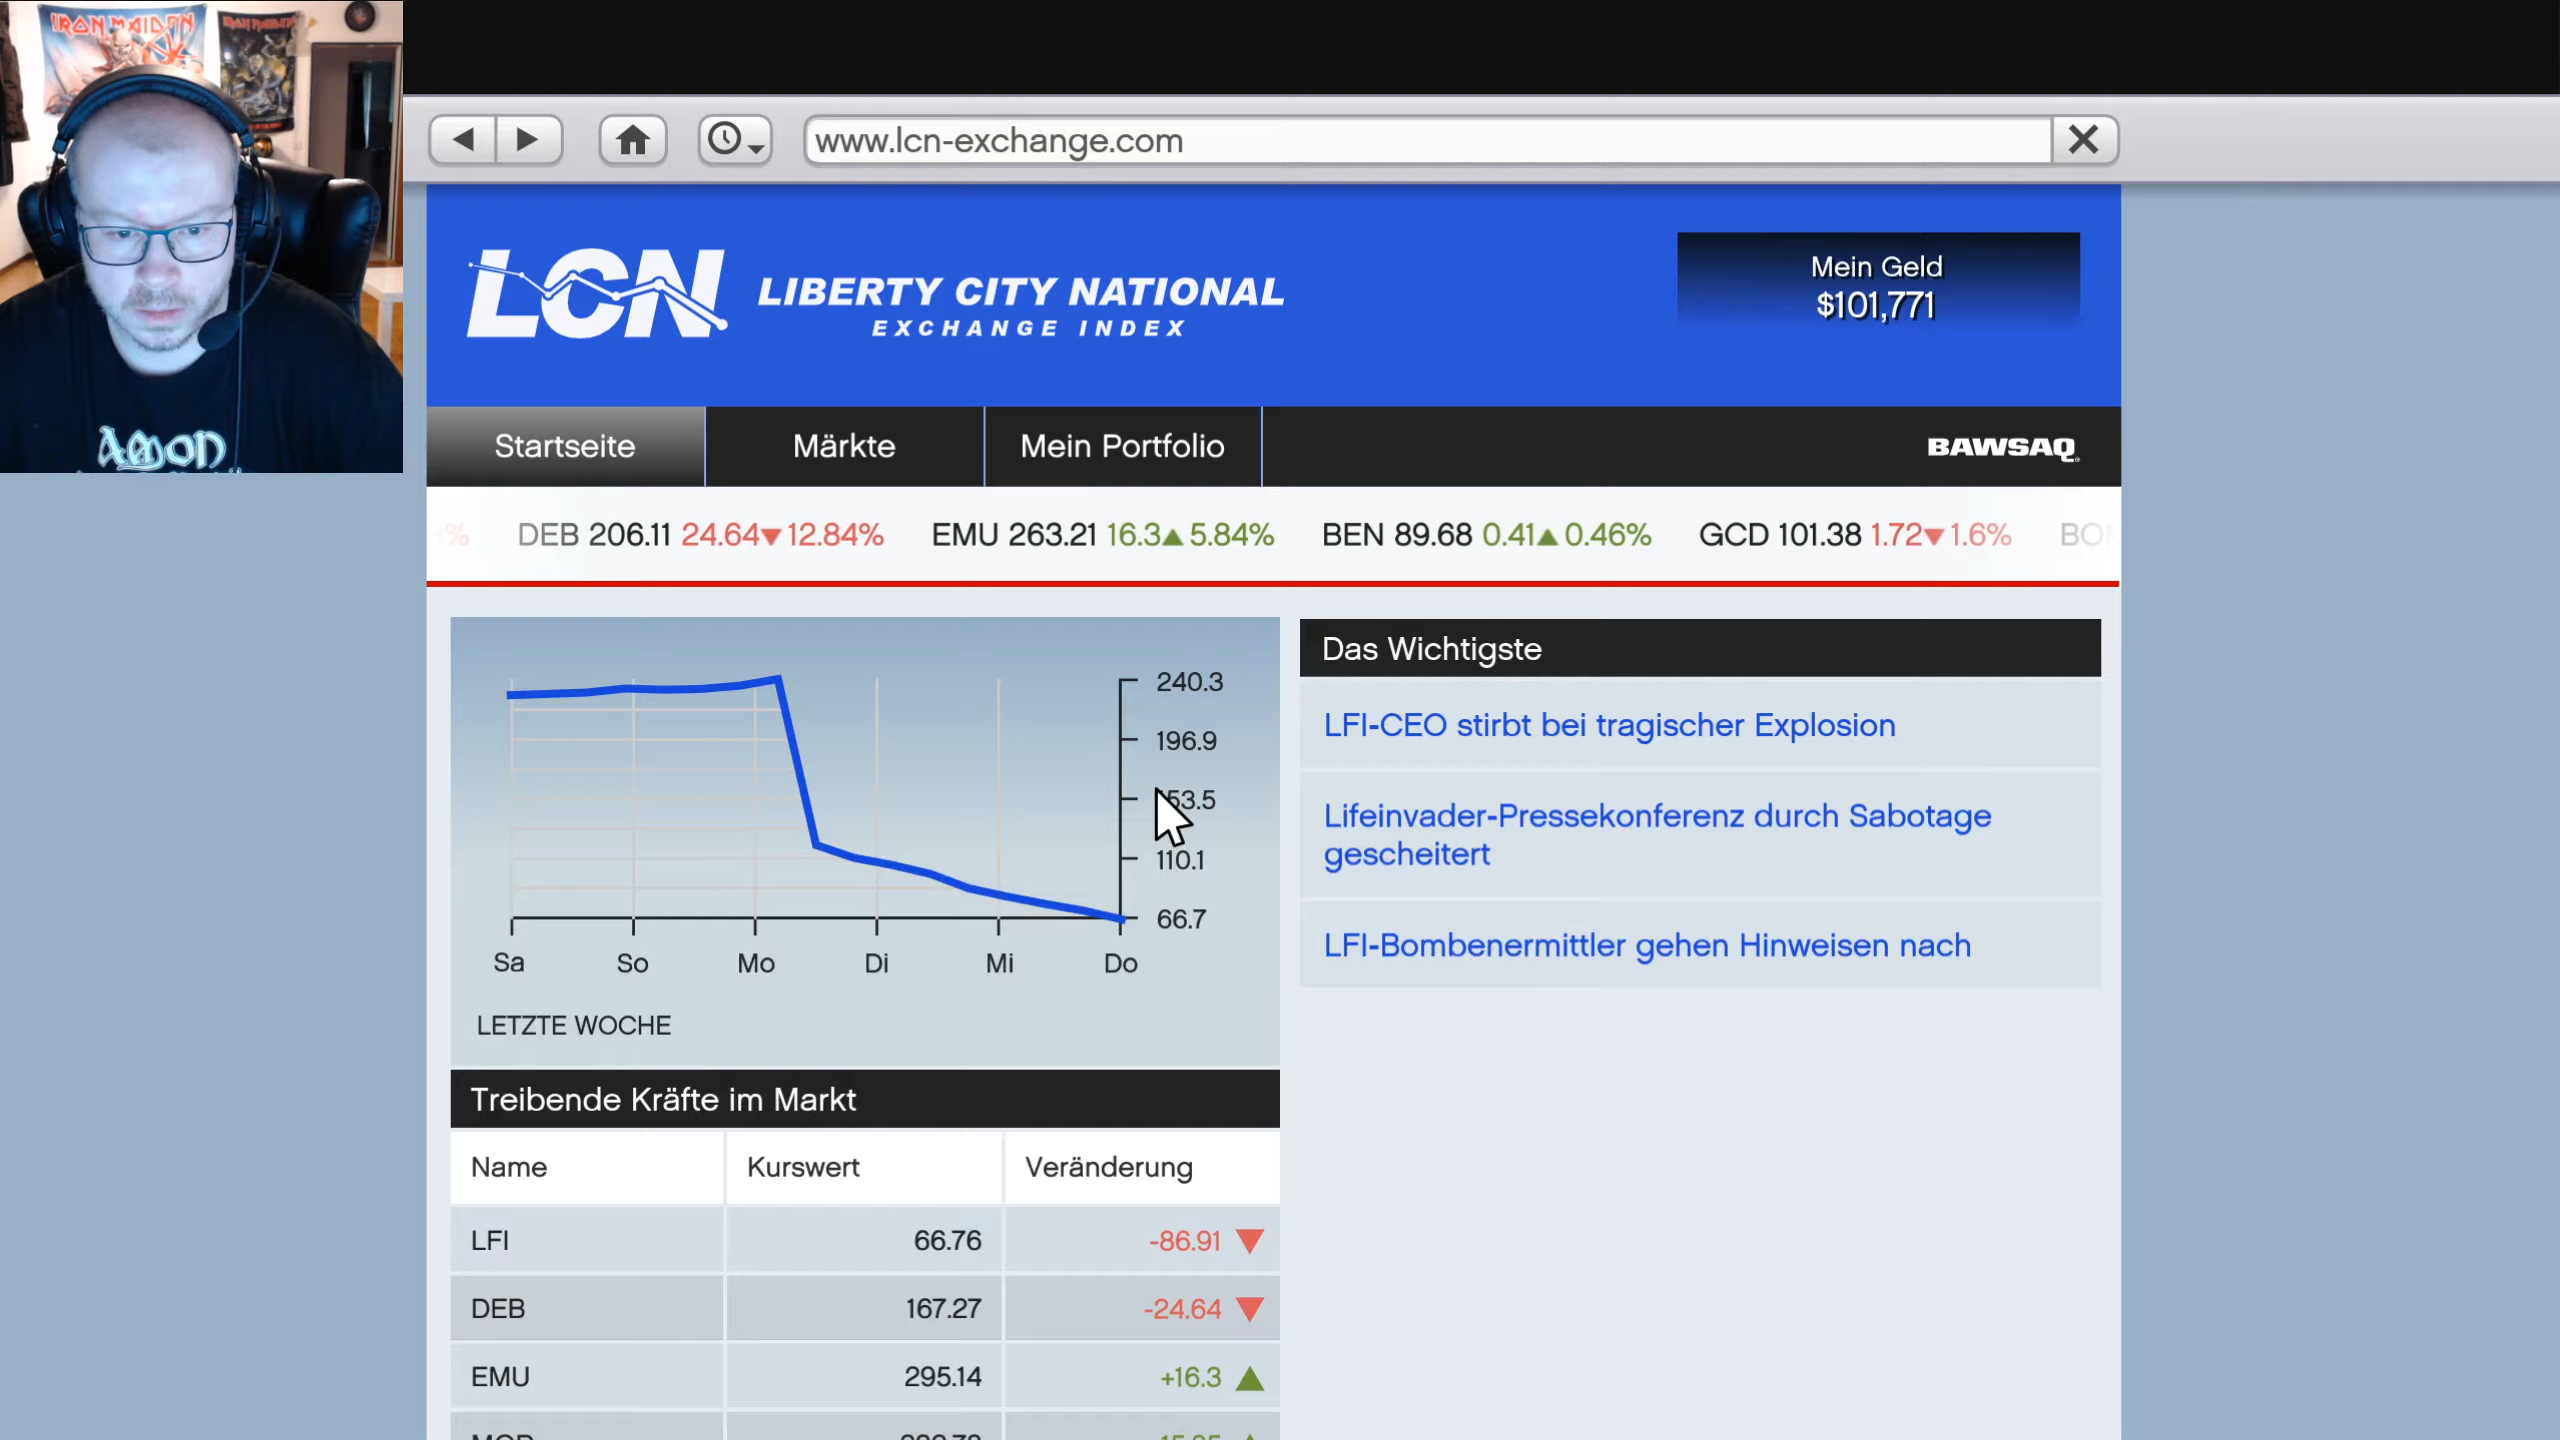 IRON MAIDEN
AMON
www.lcn-exchange.com
LCN
LIBERTY CITY NATIONAL
EXCHANGE INDEX
Mein Geld
$101,771
Startseite
Märkte
Mein Portfolio
BAWSAQ
DEB 206.11 24.64▼12.84% EMU 263.21 16.3▲5.84% BEN 89.68 0.41▲0.46% GCD 101.38 1.72▼1.6%
240.3
196.9
110.1
66.7
Sa So Mo Di Mi Do
LETZTE WOCHE
Das Wichtigste
LFI-CEO stirbt bei tragischer Explosion
Lifeinvader-Pressekonferenz durch Sabotage
gescheitert
LFI-Bombenermittler gehen Hinweisen nach
Treibende Kräfte im Markt
Name Kurswert Veränderung
LFI 66.76 -86.91 ▼
DEB 167.27 -24.64 ▼
EMU 295.14 +16.3 ▲